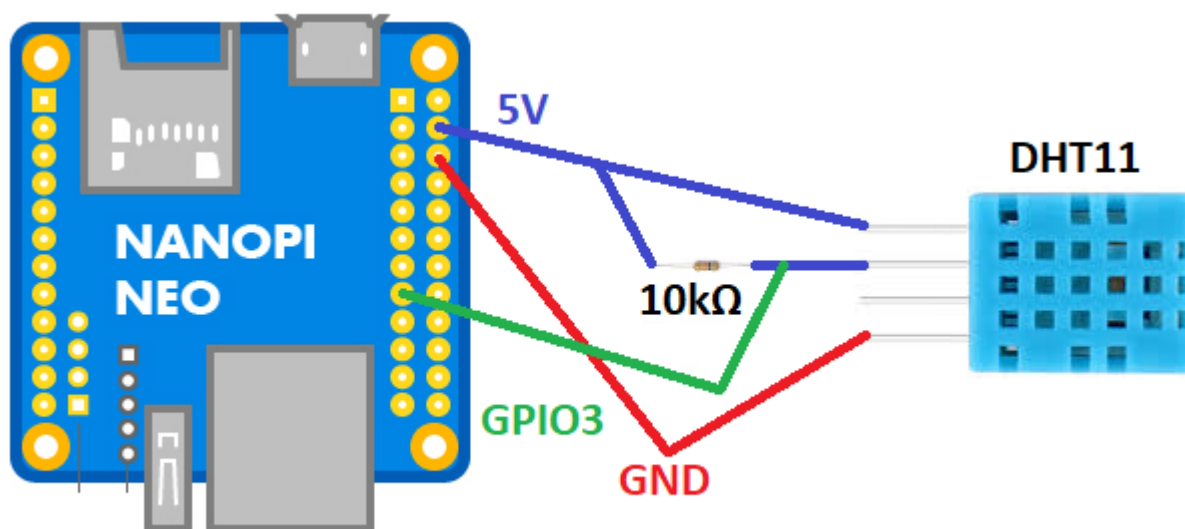 5V
DHT11
NANOPI
NEO
10kΩ
GPIO3
GND